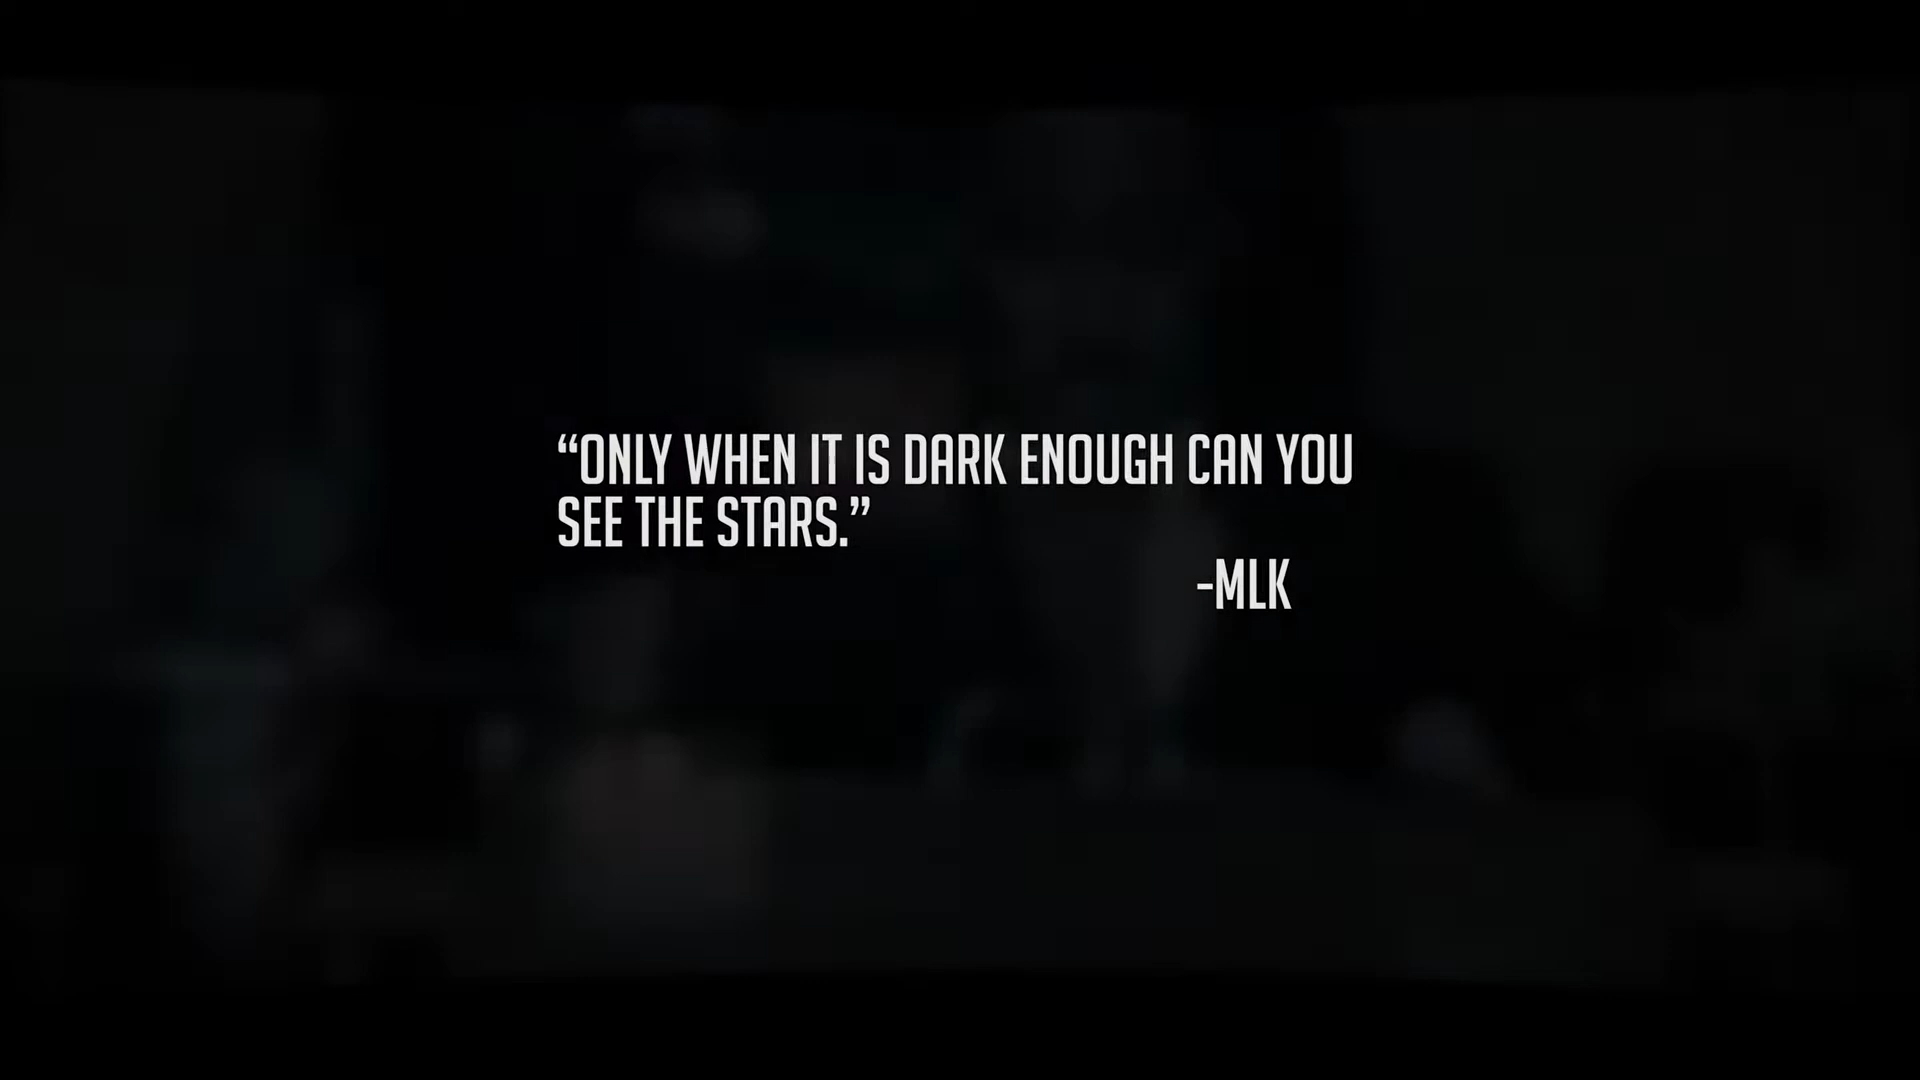 “ONLY WHEN IT IS DARK ENOUGH CAN YOU
SEE THE STARS.”
-MLK